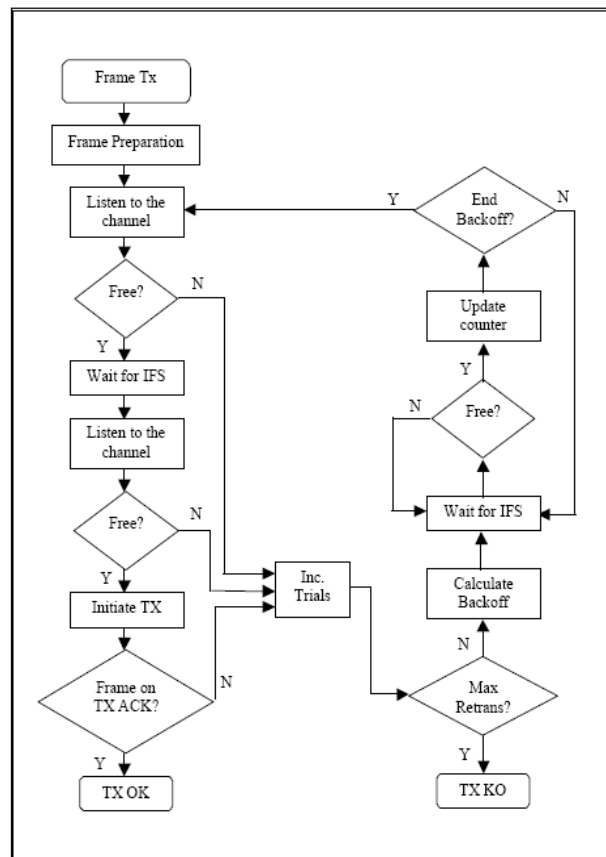 Frame Tx
Frame Preparation
Listen to the
channel
Free?
N
Y
Wait for IFS
Listen to the
channel
Free?
N
Y
Initiate TX
Frame on
TX ACK?
N
Y
TX OK
Inc.
Trials
Y
End
Backoff?
N
Update
counter
Y
N
Free?
Wait for IFS
Calculate
Backoff
N
Max
Retrans?
Y
TX KO